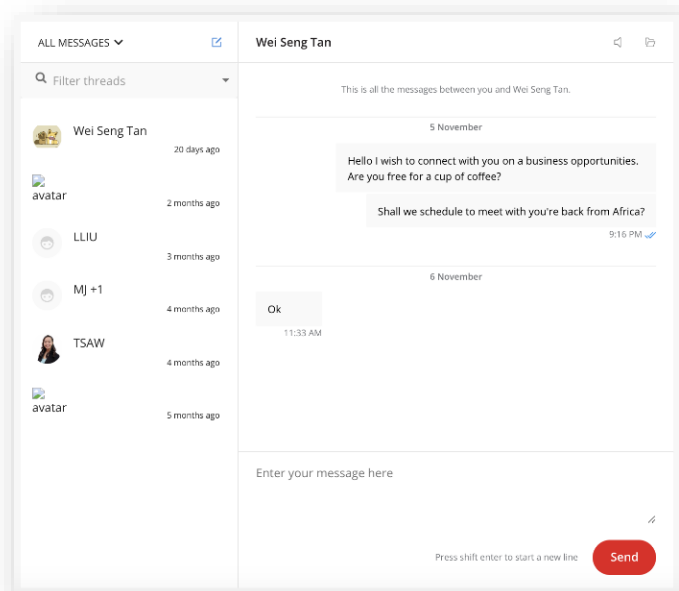 ALL MESSAGES
Filter threads
Wei Seng Tan
20 days ago
avatar
2 months ago
LLIU
3 months ago
MJ +1
4 months ago
TSAW
4 months ago
avatar
5 months ago
Wei Seng Tan
This is all the messages between you and Wei Seng Tan.
5 November
Hello I wish to connect with you on a business opportunities.
Are you free for a cup of coffee?
Shall we schedule to meet with you're back from Africa?
9:16 PM
6 November
Ok
11:33 AM
Enter your message here
Press shift enter to start a new line
Send